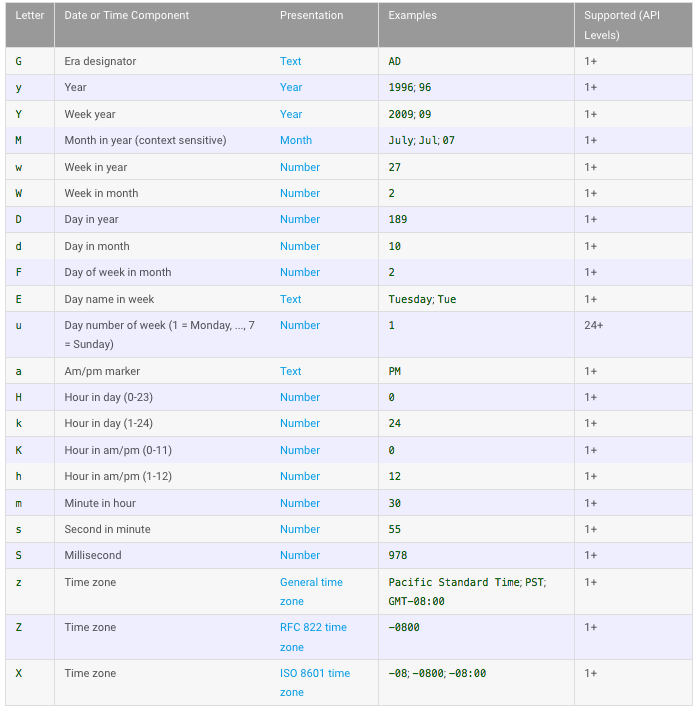 Letter Date or Time Component Presentation Examples Supported (API
Levels)
G Era designator Text AD 1+
y Year Year 1996; 96 1+
Y Week year Year 2009; 09 1+
M Month in year (context sensitive) Month July; Jul; 07 1+
w Week in year Number 27 1+
W Week in month Number 2 1+
D Day in year Number 189 1+
d Day in month Number 10 1+
F Day of week in month Number 2 1+
E Day name in week Text Tuesday; Tue 1+
u Day number of week (1 = Monday, ..., 7 Number 1 24+
= Sunday)
a Am/pm marker Text PM 1+
H Hour in day (0-23) Number 0 1+
k Hour in day (1-24) Number 24 1+
K Hour in am/pm (0-11) Number 0 1+
h Hour in am/pm (1-12) Number 12 1+
m Minute in hour Number 30 1+
s Second in minute Number 55 1+
S Millisecond Number 978 1+
z Time zone General time Pacific Standard Time; PST; 1+
zone GMT-08:00
Z Time zone RFC 822 time -0800 1+
zone
X Time zone ISO 8601 time -08; -0800; -08:00 1+
zone